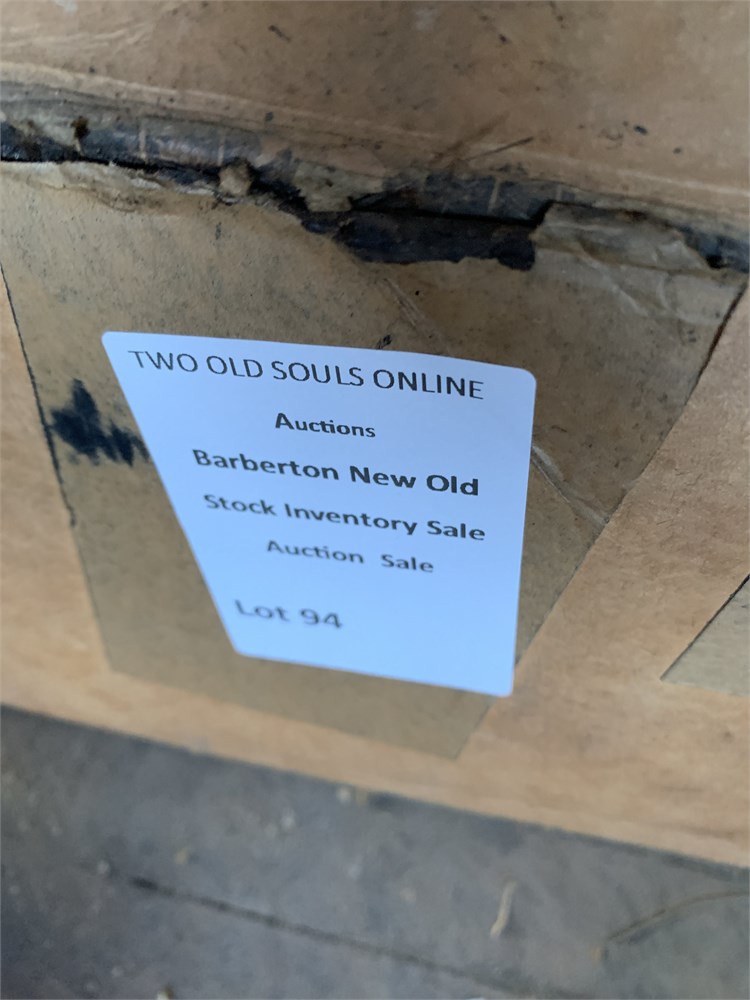 TWO OLD SOULS ONLINE
Auctions
Barberton New Old
Stock Inventory Sale
Auction Sale
Lot 94